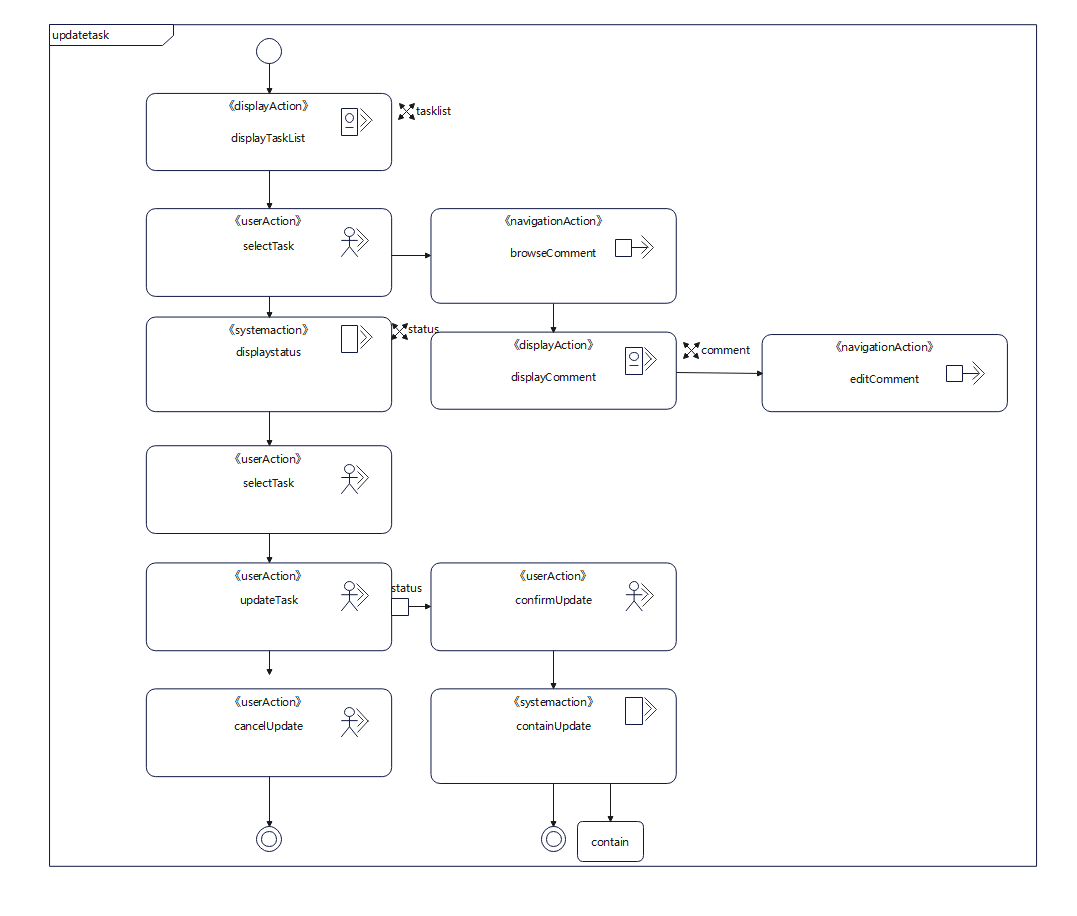 updatetask
《displayAction》
displayTaskList
tasklist
《userAction》
selectTask
《navigationAction》
browseComment
《systemaction》
displaystatus
status
《displayAction》
displayComment
comment
《navigationAction》
editComment
《userAction》
selectTask
《userAction》
updateTask
status
《userAction》
confirmUpdate
《userAction》
cancelUpdate
《systemaction》
containUpdate
contain